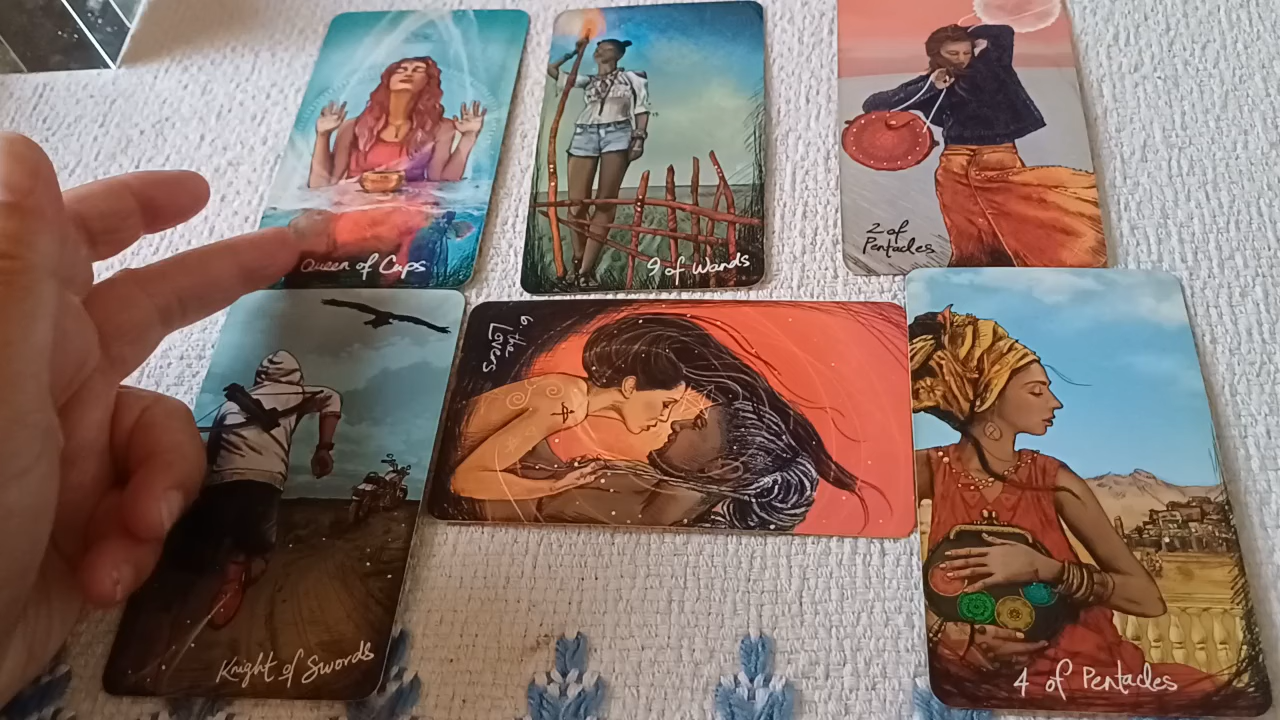 Queen of Cups
9 of Wands
2 of
Pentacles
6. the
Lovers
Knight of Swords
4 of Pentacles